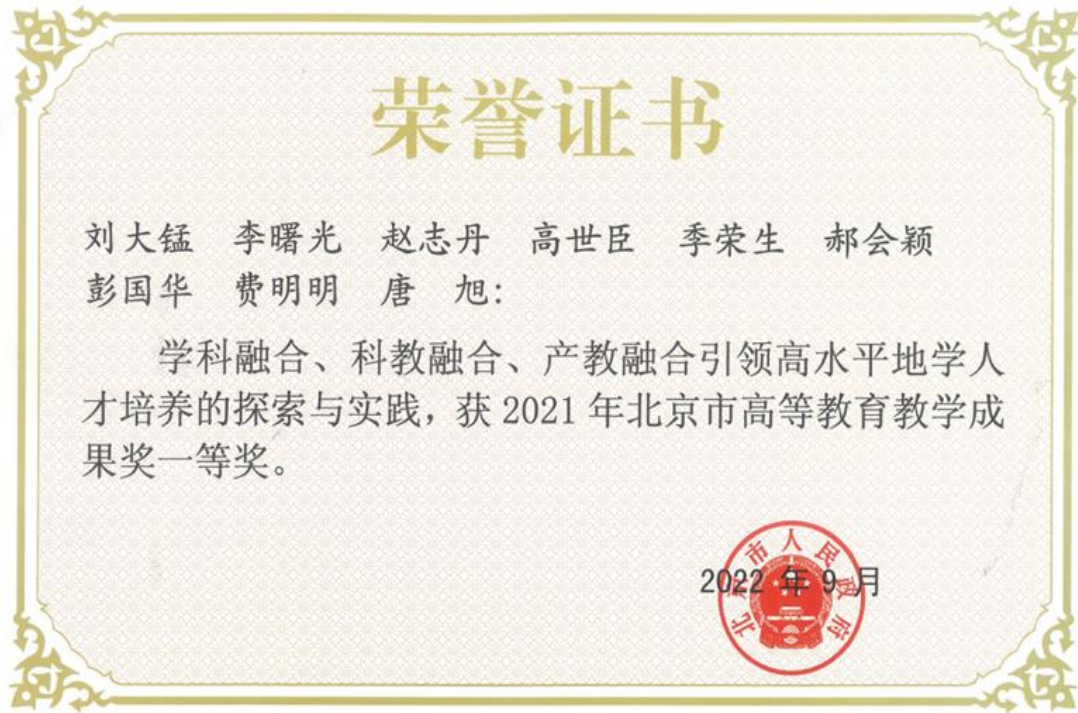 荣誉证书
刘大锰 李曙光 赵志丹 高世臣 季荣生 郝会颖
彭国华 费明明 唐 旭：
学科融合、科教融合、产教融合引领高水平地学人
才培养的探索与实践，获 2021 年北京市高等教育教学成
果奖一等奖。
北京市人民政府
2022 年 9 月